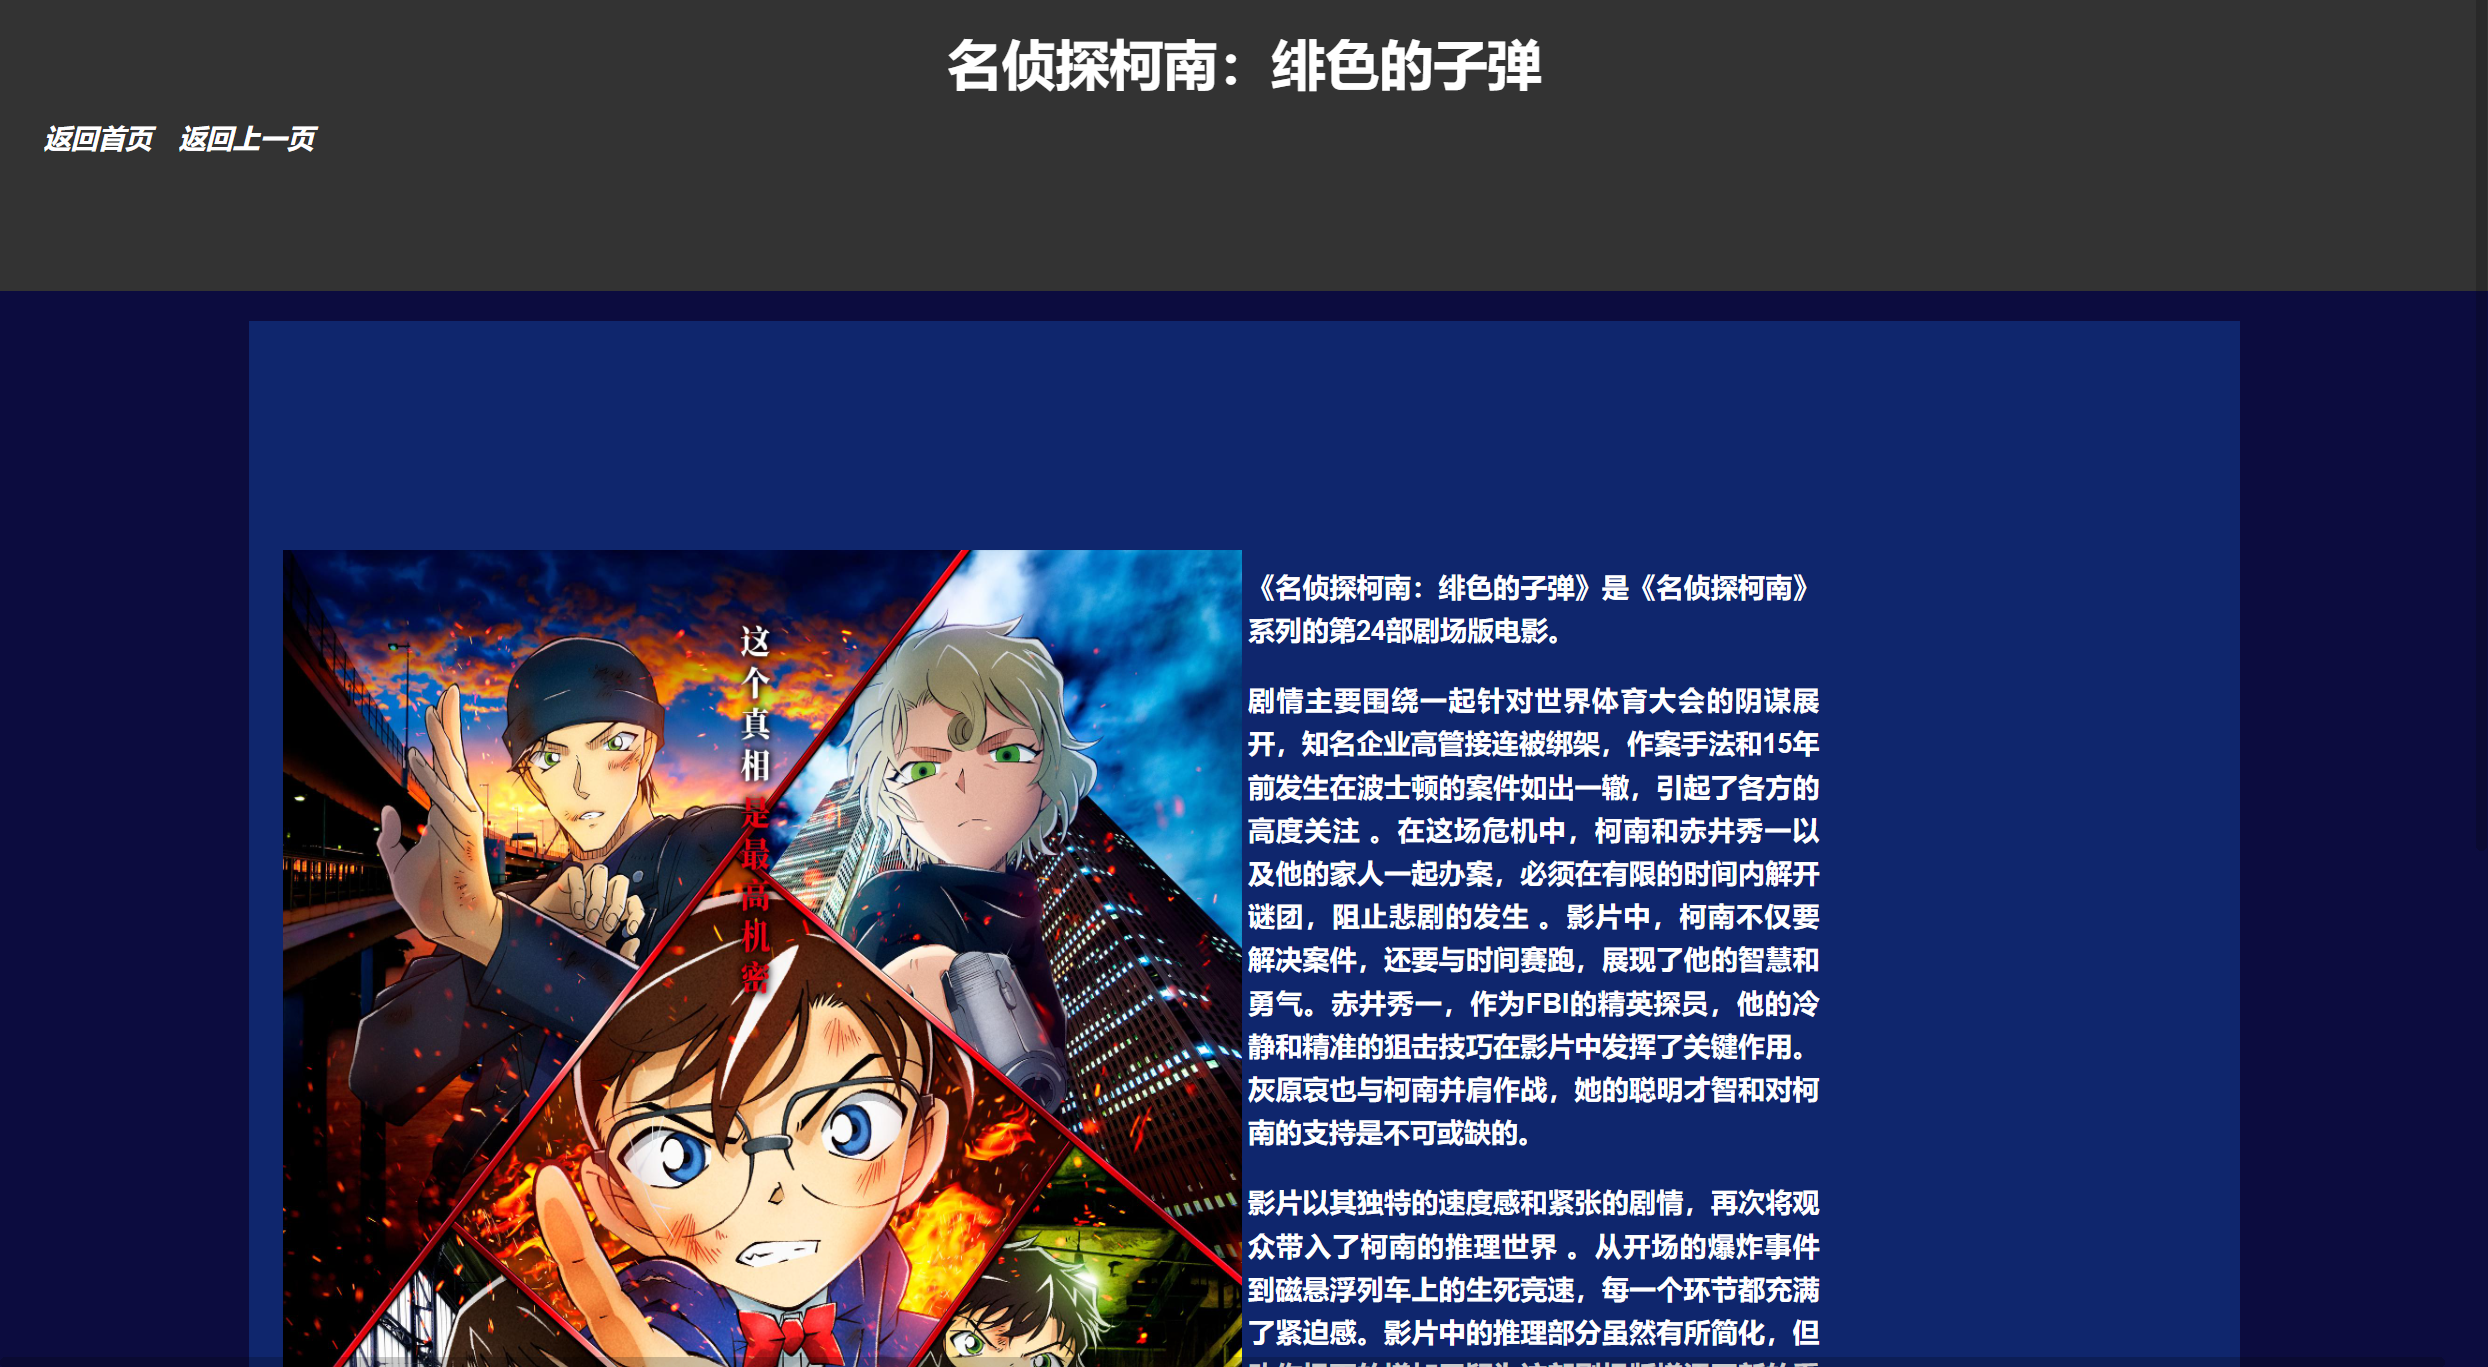 名侦探柯南：绯色的子弹
返回首页 返回上一页
这个真相是最高机密
《名侦探柯南：绯色的子弹》是《名侦探柯南》
系列的第24部剧场版电影。
剧情主要围绕一起针对世界体育大会的阴谋展
开，知名企业高管接连被绑架，作案手法和15年
前发生在波士顿的案件如出一辙，引起了各方的
高度关注 。在这场危机中，柯南和赤井秀一以
及他的家人一起办案，必须在有限的时间内解开
谜团，阻止悲剧的发生 。影片中，柯南不仅要
解决案件，还要与时间赛跑，展现了他的智慧和
勇气。赤井秀一，作为FBI的精英探员，他的冷
静和精准的狙击技巧在影片中发挥了关键作用。
灰原哀也与柯南并肩作战，她的聪明才智和对柯
南的支持是不可或缺的。
影片以其独特的速度感和紧张的剧情，再次将观
众带入了柯南的推理世界 。从开场的爆炸事件
到磁悬浮列车上的生死竞速，每一个环节都充满
了紧迫感。影片中的推理部分虽然有所简化，但